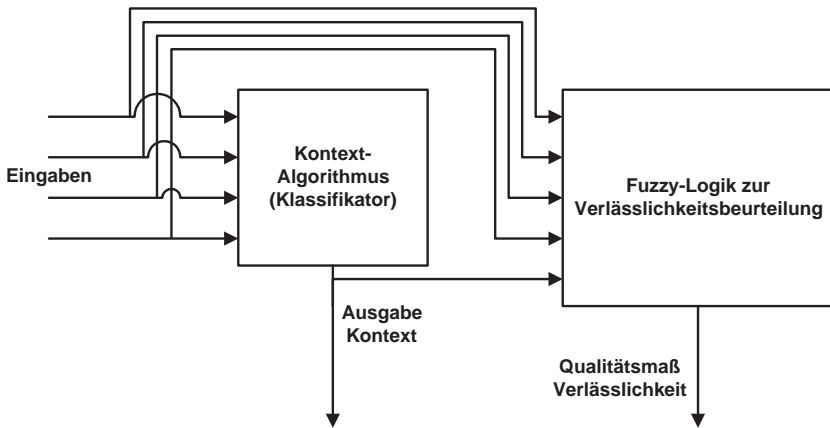 Eingaben
Kontext-
Algorithmus
(Klassifikator)
Fuzzy-Logik zur
Verlässlichkeitsbeurteilung
Ausgabe
Kontext
Qualitätsmaß
Verlässlichkeit